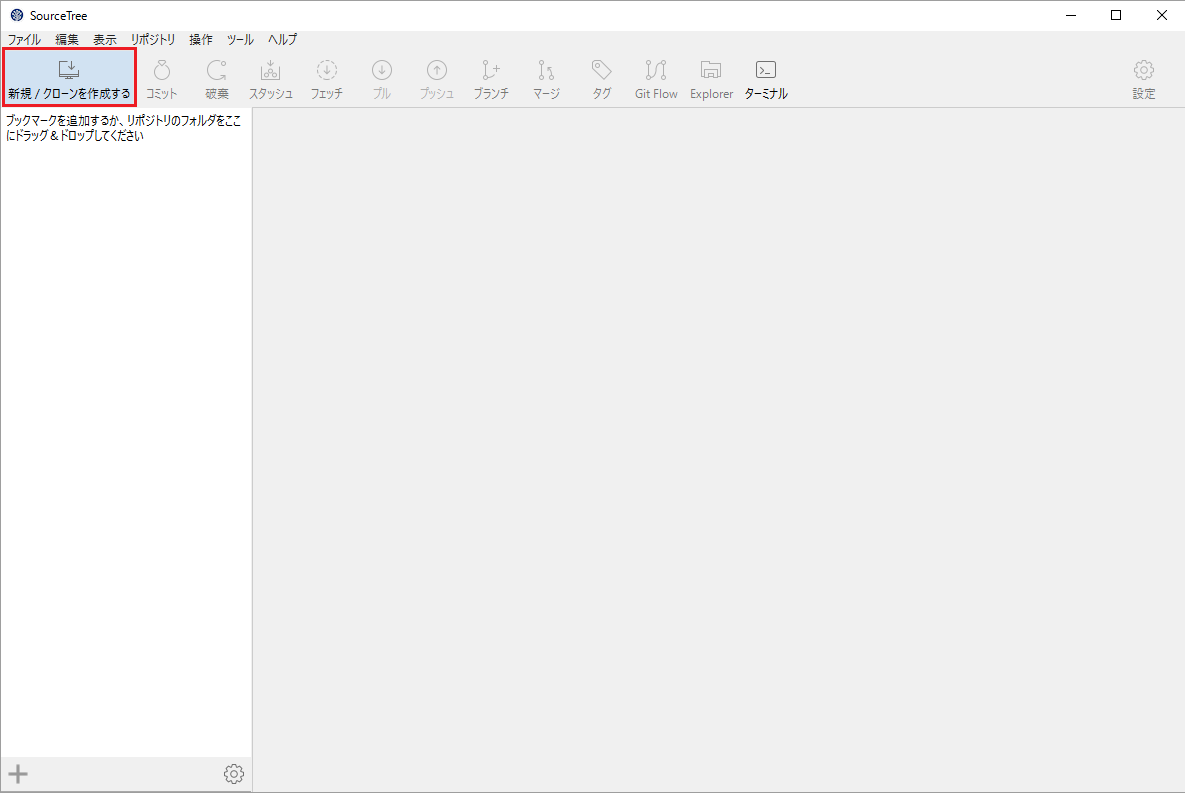 SourceTree
ファイル 編集 表示 リポジトリ 操作 ツール ヘルプ
新規 / クローンを作成する コミット 破棄 スタッシュ フェッチ プル プッシュ ブランチ マージ タグ Git Flow Explorer ターミナル 設定
ブックマークを追加するか、リポジトリのフォルダをここ
にドラッグ＆ドロップしてください